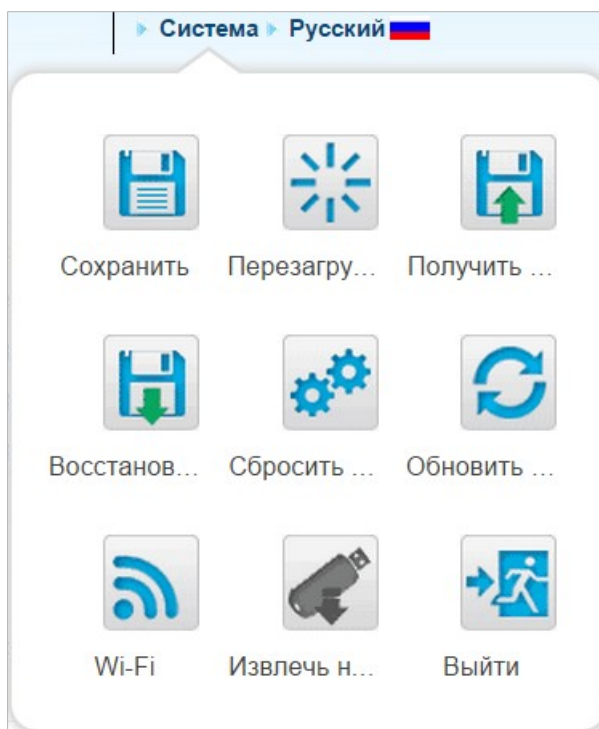 Система Русский
Сохранить Перезагру... Получить ...
Восстанов... Сбросить ... Обновить ...
Wi-Fi Извлечь н... Выйти